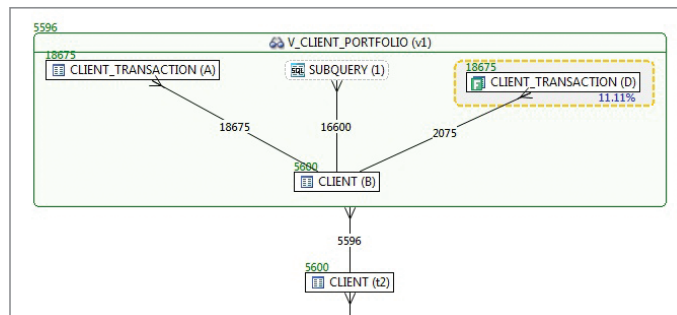 5596
V_CLIENT_PORTFOLIO (v1)
18675
CLIENT_TRANSACTION (A)
SQL SUBQUERY (1)
18675
CLIENT_TRANSACTION (D)
11.11%
18675
16600
2075
5600
CLIENT (B)
5596
5600
CLIENT (t2)